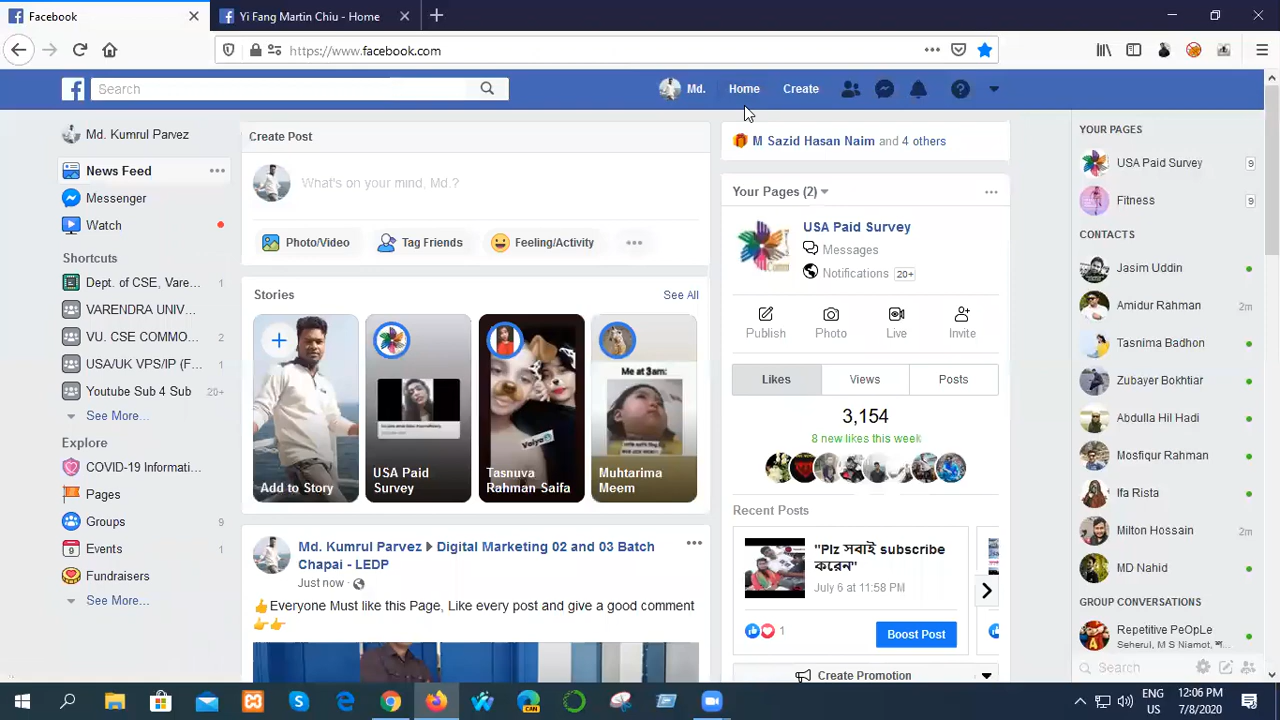 Facebook
Yi Fang Martin Chiu - Home
https://www.facebook.com
Search
Md.
Home
Create
Md. Kumrul Parvez
News Feed
Messenger
Watch
Shortcuts
Dept. of CSE, Vare... 1
VARENDRA UNIV...
VU. CSE COMMO... 2
USA/UK VPS/IP (F... 1
Youtube Sub 4 Sub 20+
See More...
Explore
COVID-19 Informati...
Pages
Groups 9
Events 1
Fundraisers
See More...
Create Post
What's on your mind, Md.?
Photo/Video
Tag Friends
Feeling/Activity
Stories
See All
Add to Story
USA Paid
Survey
Tasnuva
Rahman Saifa
Me at 3am:
Muhtarima
Meem
Md. Kumrul Parvez Digital Marketing 02 and 03 Batch
Chapai - LEDP
Just now
Everyone Must like this Page, Like every post and give a good comment
M Sazid Hasan Naim and 4 others
Your Pages (2)
USA Paid Survey
Messages
Notifications 20+
Publish
Photo
Live
Invite
Likes
Views
Posts
3,154
8 new likes this week
Recent Posts
"Plz সবাই subscribe
করেন"
July 6 at 11:58 PM
1
Boost Post
Create Promotion
YOUR PAGES
USA Paid Survey 9
Fitness 9
CONTACTS
Jasim Uddin
Amidur Rahman 2m
Tasnima Badhon
Zubayer Bokhtiar
Abdulla Hil Hadi
Mosfiqur Rahman
Ifa Rista
Milton Hossain 2m
MD Nahid
GROUP CONVERSATIONS
Repetitive PeOpLe
Seherul, M S Niamot, শ...
Search
CAN
ENG
US
12:06 PM
7/8/2020